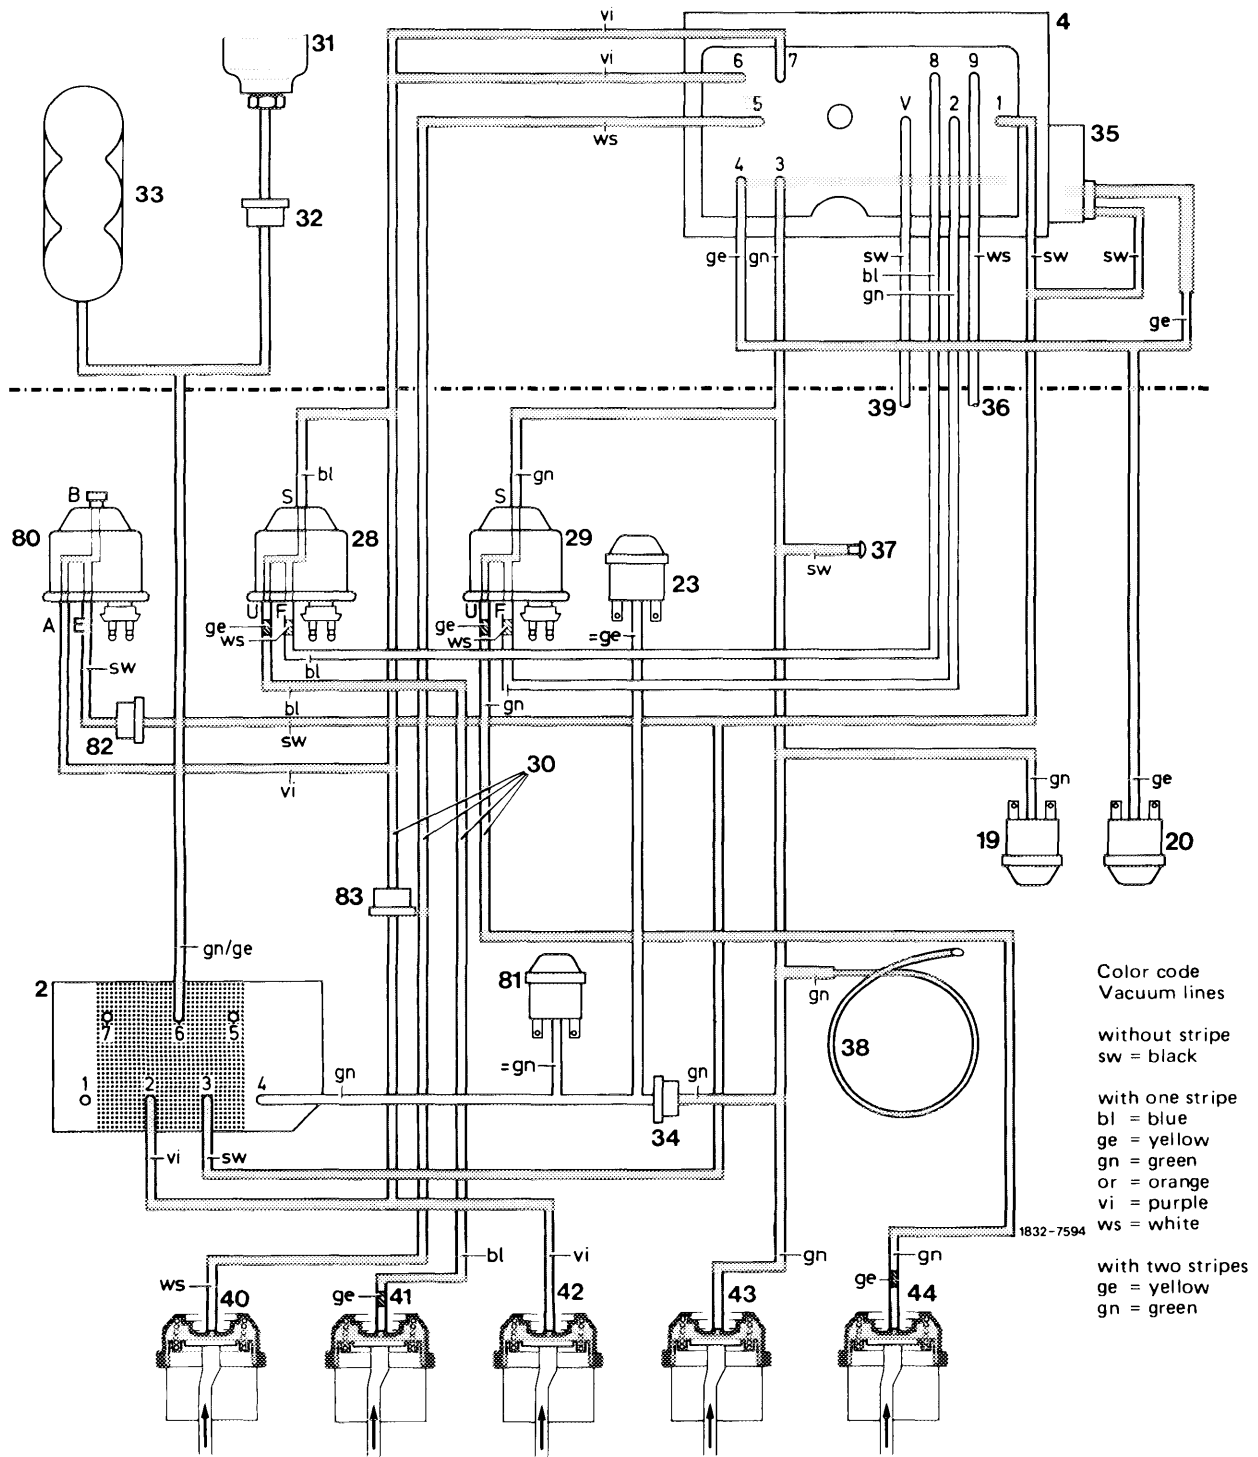 vi
31
4
vi
6
7
8
9
5
V
2
1
35
ws
33
32
4
3
ge
gn
sw
ws
sw
sw
bl
gn
ge
39
36
bl
gn
B
S
S
80
28
29
23
37
sw
A
E
U
F
U
F
ge
ws
ge
ws
=ge
sw
bl
bl
gn
82
sw
vi
30
gn
ge
19
20
83
gn/ge
81
2
gn
Color code
Vacuum lines
7
6
5
38
without stripe
sw = black
1
2
3
4
gn
=gn
gn
with one stripe
bl = blue
34
ge = yellow
vi
sw
gn = green
or = orange
vi = purple
ws = white
1832-7594
bl
vi
gn
gn
with two stripes
ws
ge
ge = yellow
40
ge
41
42
43
44
gn = green